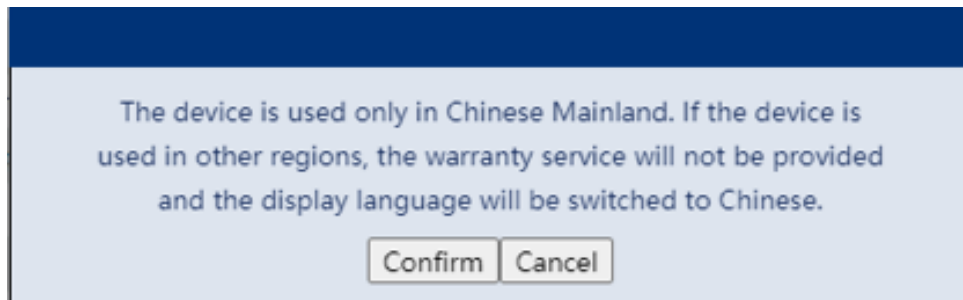 The device is used only in Chinese Mainland. If the device is
used in other regions, the warranty service will not be provided
and the display language will be switched to Chinese.
Confirm Cancel